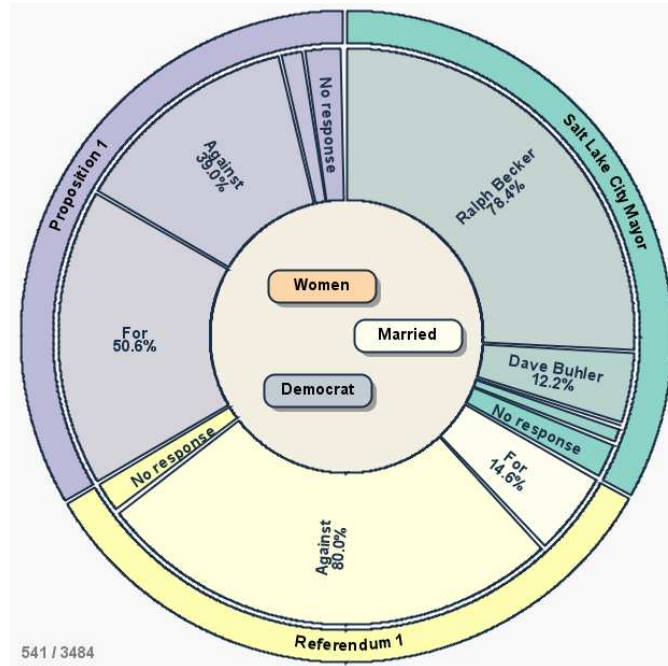 No response
Against
39.0%
Proposition 1
Salt Lake City Mayor
Ralph Becker
78.4%
Women
Married
Democrat
For
50.6%
Dave Buhler
12.2%
No response
For
14.6%
No response
Against
80.0%
Referendum 1
541 / 3484